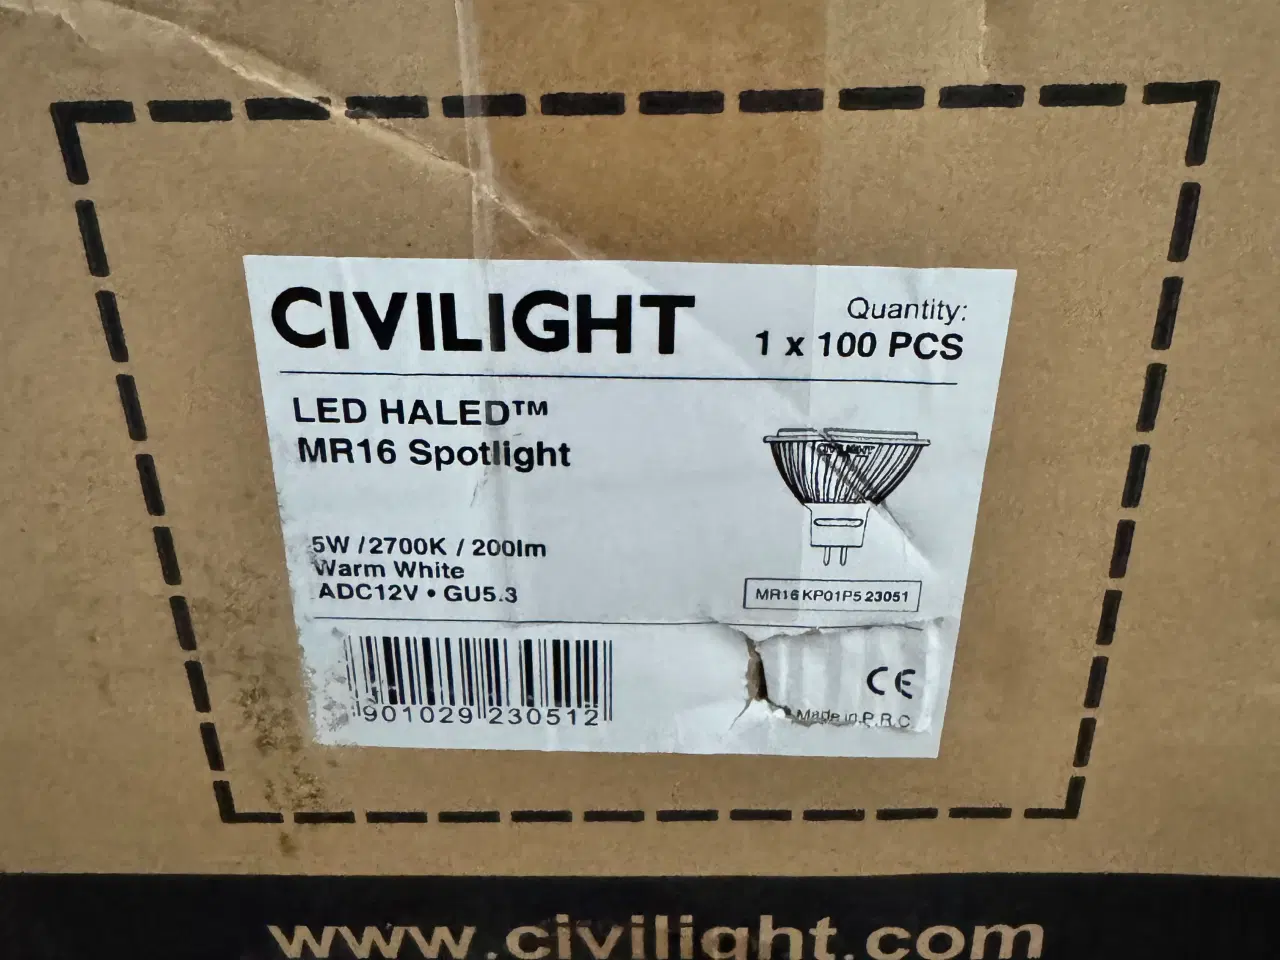 CIVILIGHT
Quantity:
1 x 100 PCS
LED HALED™
MR16 Spotlight
CIVILIGHT
5W / 2700K / 200lm
Warm White
ADC12V • GU5.3
MR16 KP01P5 23051
901029 230512
CE
Made in P.R.C
www.civilight.com